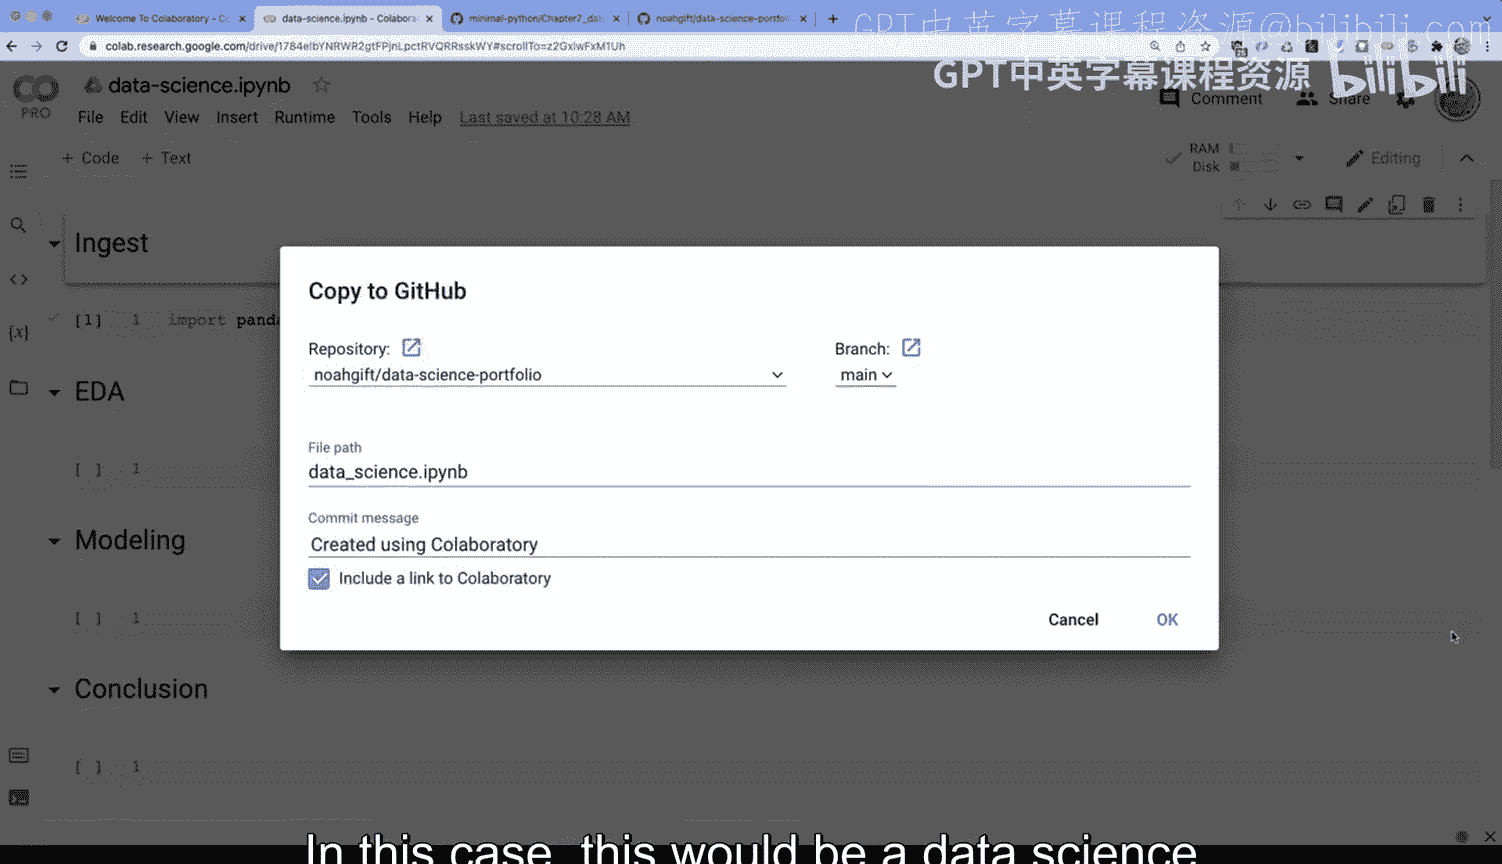 Welcome To Colaboratory - Co
data-science.ipynb - Colabora
minimal-python/Chapter7_da
noahgift/data-science-portfo
GPT中英字幕课程资源@bilibili.com
colab.research.google.com/drive/1784elbYNRWR2gtFPjnLpctRVQRRsskWY#scrollTo=z2GxlwFxM1Uh
GPT中英字幕课程资源 bilibili
CO
PRO
data-science.ipynb
Comment
Share
File Edit View Insert Runtime Tools Help Last saved at 10:28 AM
+ Code + Text
RAM
Disk
Editing
Ingest
[1] 1 import panda
EDA
[ ] 1
Modeling
[ ] 1
Conclusion
[ ] 1
Copy to GitHub
Repository:
noahgift/data-science-portfolio
Branch:
main
File path
data_science.ipynb
Commit message
Created using Colaboratory
Include a link to Colaboratory
Cancel
OK
In this case, this would be a data science